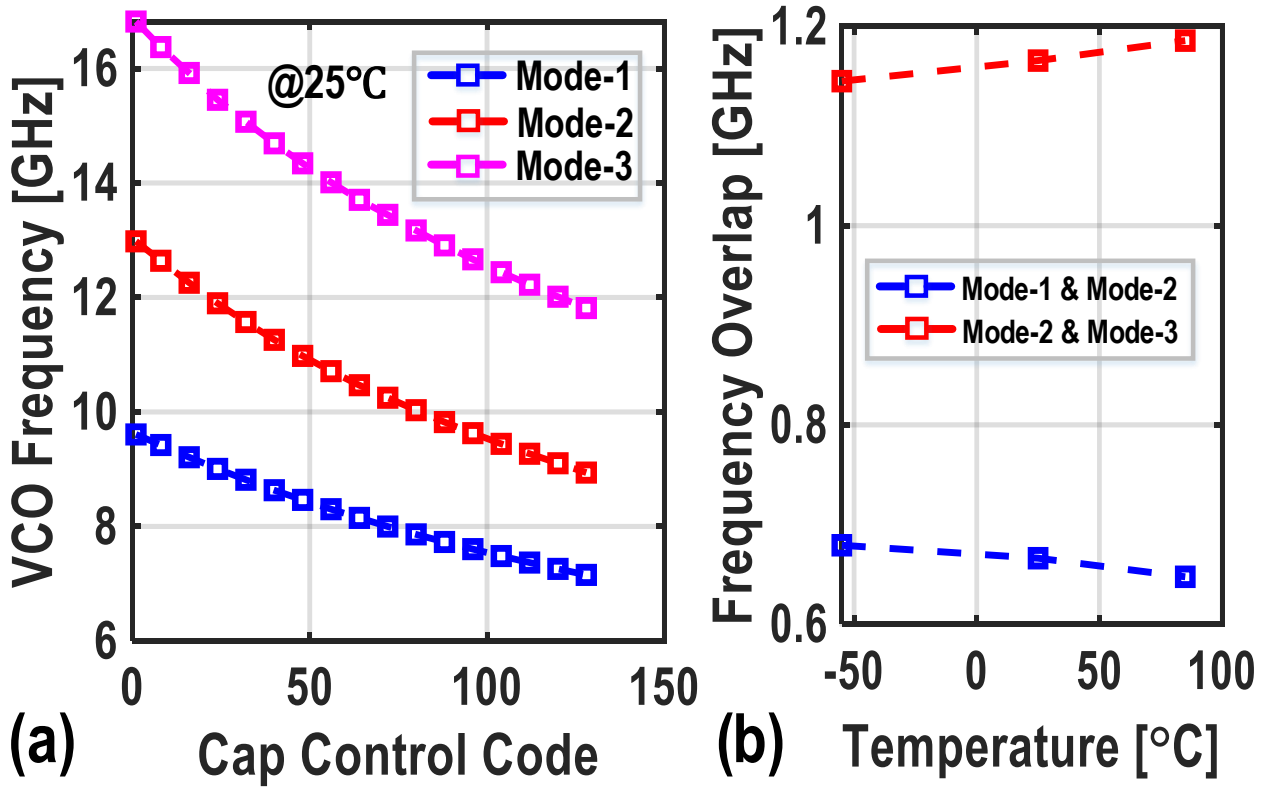 VCO Frequency [GHz]
16
14
12
10
8
6
@25°C
Mode-1
Mode-2
Mode-3
0
50
100
150
(a)
Cap Control Code
Frequency Overlap [GHz]
1.2
1
0.8
0.6
Mode-1 & Mode-2
Mode-2 & Mode-3
-50
0
50
100
(b)
Temperature [°C]